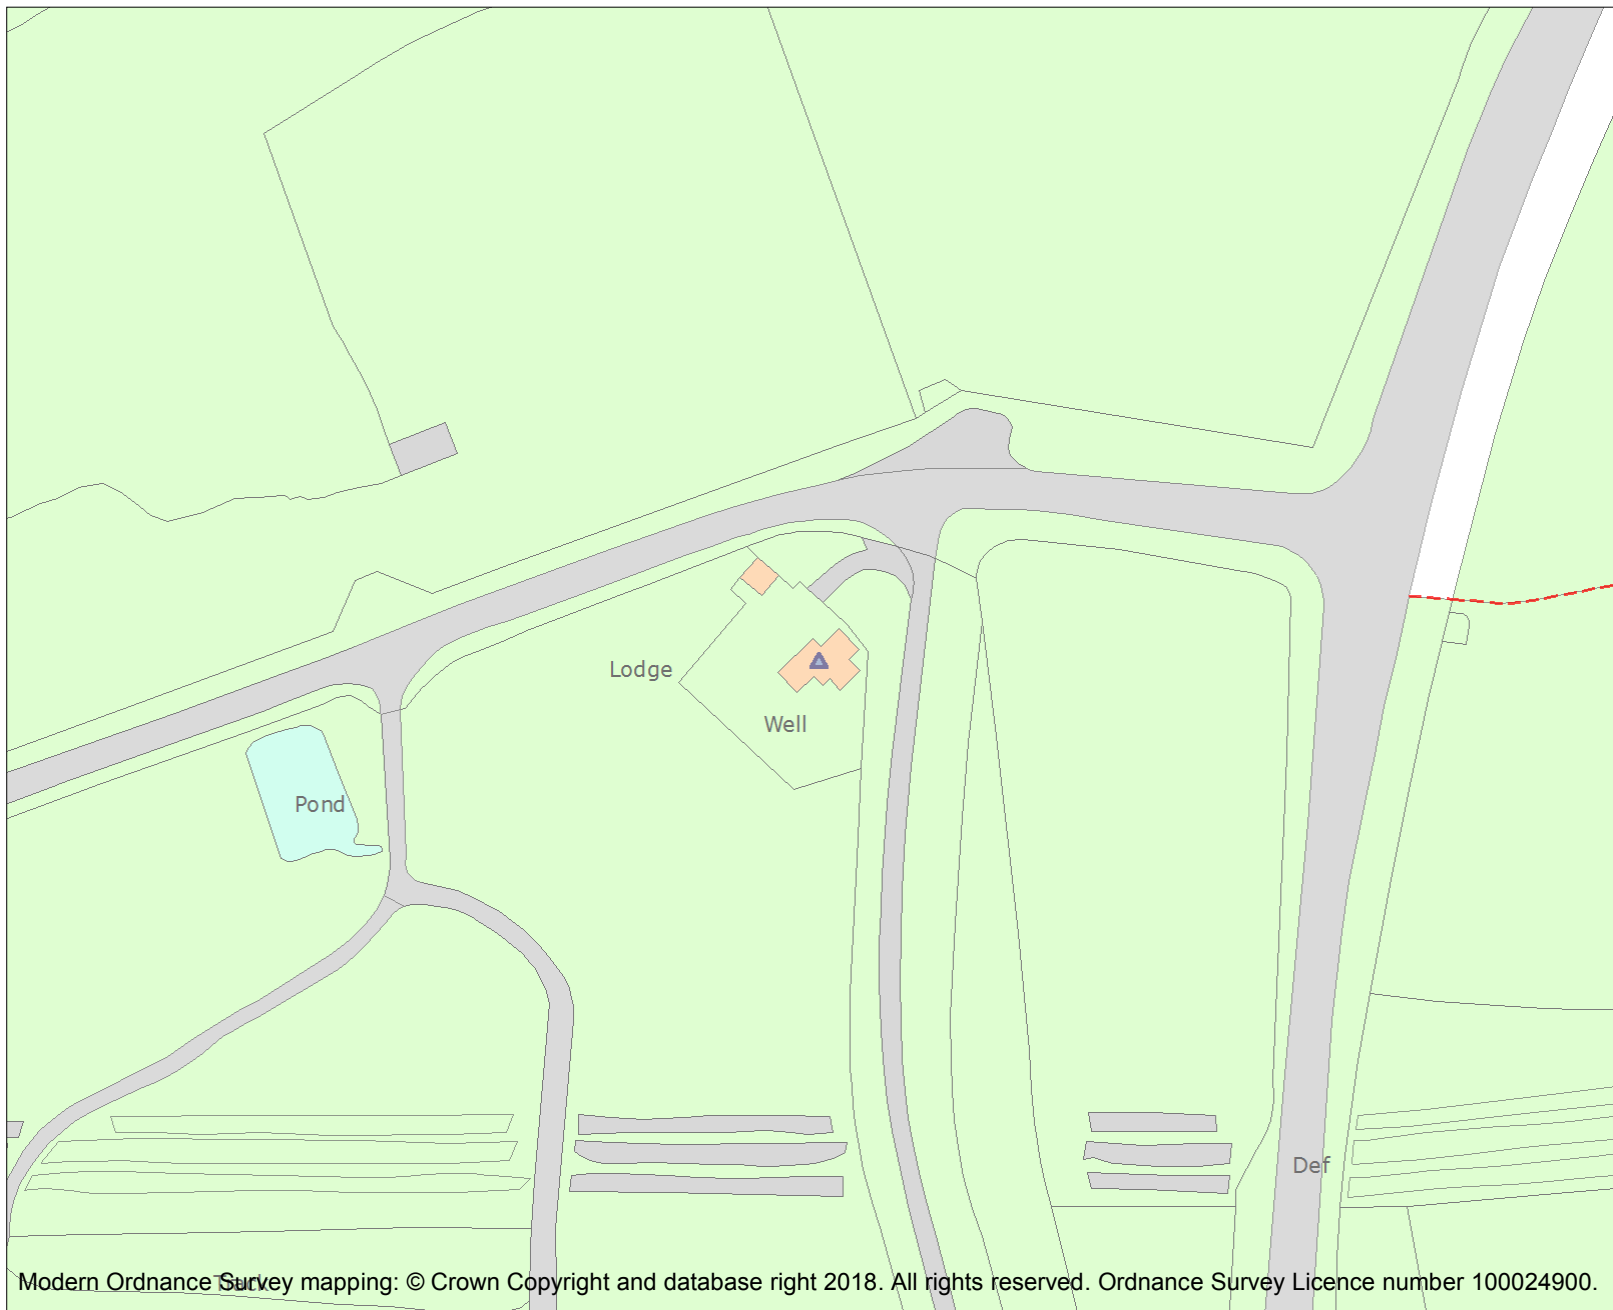 Lodge
Well
Pond
Def
Track
Modern Ordnance Survey mapping: © Crown Copyright and database right 2018. All rights reserved. Ordnance Survey Licence number 100024900.